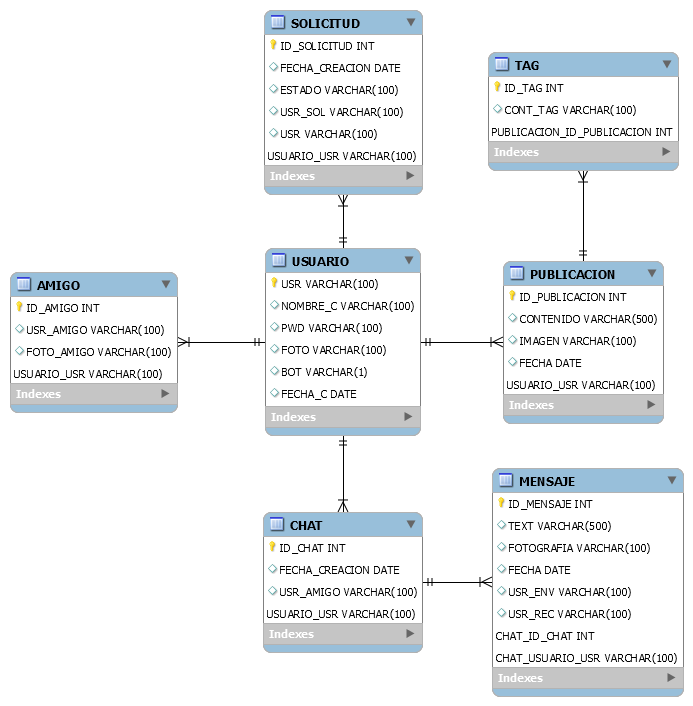 SOLICITUD
ID_SOLICITUD INT
FECHA_CREACION DATE
ESTADO VARCHAR(100)
USR_SOL VARCHAR(100)
USR VARCHAR(100)
USUARIO_USR VARCHAR(100)
Indexes
TAG
ID_TAG INT
CONT_TAG VARCHAR(100)
PUBLICACION_ID_PUBLICACION INT
Indexes
AMIGO
ID_AMIGO INT
USR_AMIGO VARCHAR(100)
FOTO_AMIGO VARCHAR(100)
USUARIO_USR VARCHAR(100)
Indexes
USUARIO
USR VARCHAR(100)
NOMBRE_C VARCHAR(100)
PWD VARCHAR(100)
FOTO VARCHAR(100)
BOT VARCHAR(1)
FECHA_C DATE
Indexes
PUBLICACION
ID_PUBLICACION INT
CONTENIDO VARCHAR(500)
IMAGEN VARCHAR(100)
FECHA DATE
USUARIO_USR VARCHAR(100)
Indexes
CHAT
ID_CHAT INT
FECHA_CREACION DATE
USR_AMIGO VARCHAR(100)
USUARIO_USR VARCHAR(100)
Indexes
MENSAJE
ID_MENSAJE INT
TEXT VARCHAR(500)
FOTOGRAFIA VARCHAR(100)
FECHA DATE
USR_ENV VARCHAR(100)
USR_REC VARCHAR(100)
CHAT_ID_CHAT INT
CHAT_USUARIO_USR VARCHAR(100)
Indexes